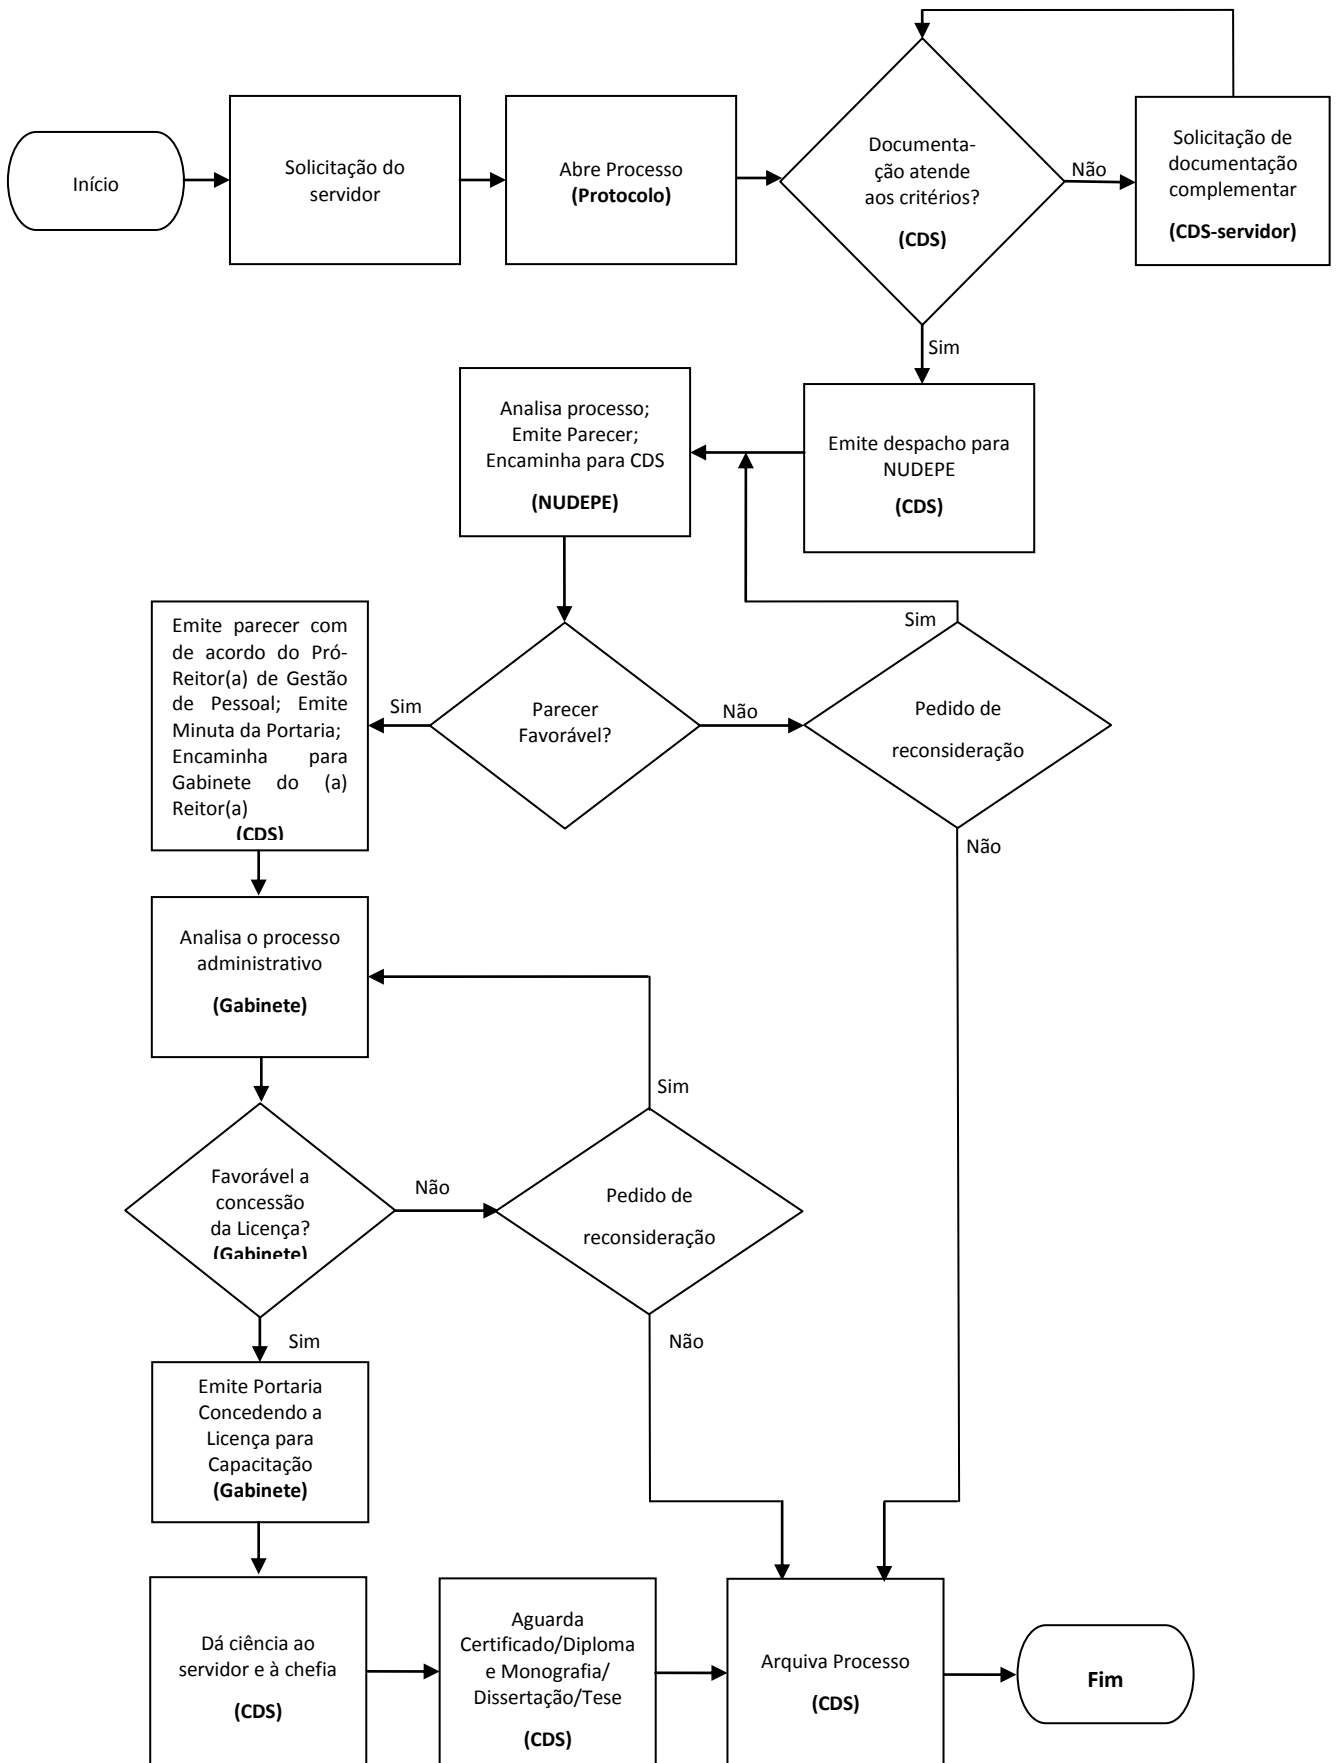 Início
Solicitação do
servidor
Abre Processo
(Protocolo)
Documenta-
ção atende
aos critérios?
(CDS)
Não
Solicitação de
documentação
complementar
(CDS-servidor)
Sim
Analisa processo;
Emite Parecer;
Encaminha para CDS
(NUDEPE)
Emite despacho para
NUDEPE
(CDS)
Emite parecer com
de acordo do Pró-
Reitor(a) de Gestão
de Pessoal; Emite
Minuta da Portaria;
Encaminha para
Gabinete do (a)
Reitor(a)
(CDS)
Sim
Parecer
Favorável?
Não
Sim
Pedido de
reconsideração
Não
Analisa o processo
administrativo
(Gabinete)
Sim
Favorável a
concessão
da Licença?
(Gabinete)
Não
Pedido de
reconsideração
Sim
Não
Emite Portaria
Concedendo a
Licença para
Capacitação
(Gabinete)
Dá ciência ao
servidor e à chefia
(CDS)
Aguarda
Certificado/Diploma
e Monografia/
Dissertação/Tese
(CDS)
Arquiva Processo
(CDS)
Fim